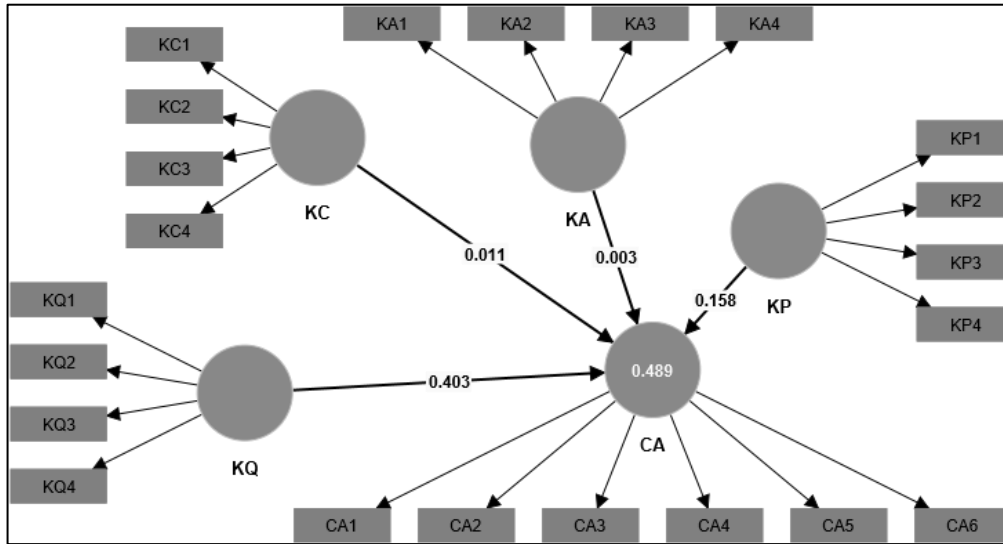 KA1
KA2
KA3
KA4
KC1
KC2
KC3
KC4
KC
KA
KP1
KP2
KP3
KP4
KP
0.011
0.003
0.158
KQ1
KQ2
KQ3
KQ4
KQ
0.403
0.489
CA
CA1
CA2
CA3
CA4
CA5
CA6